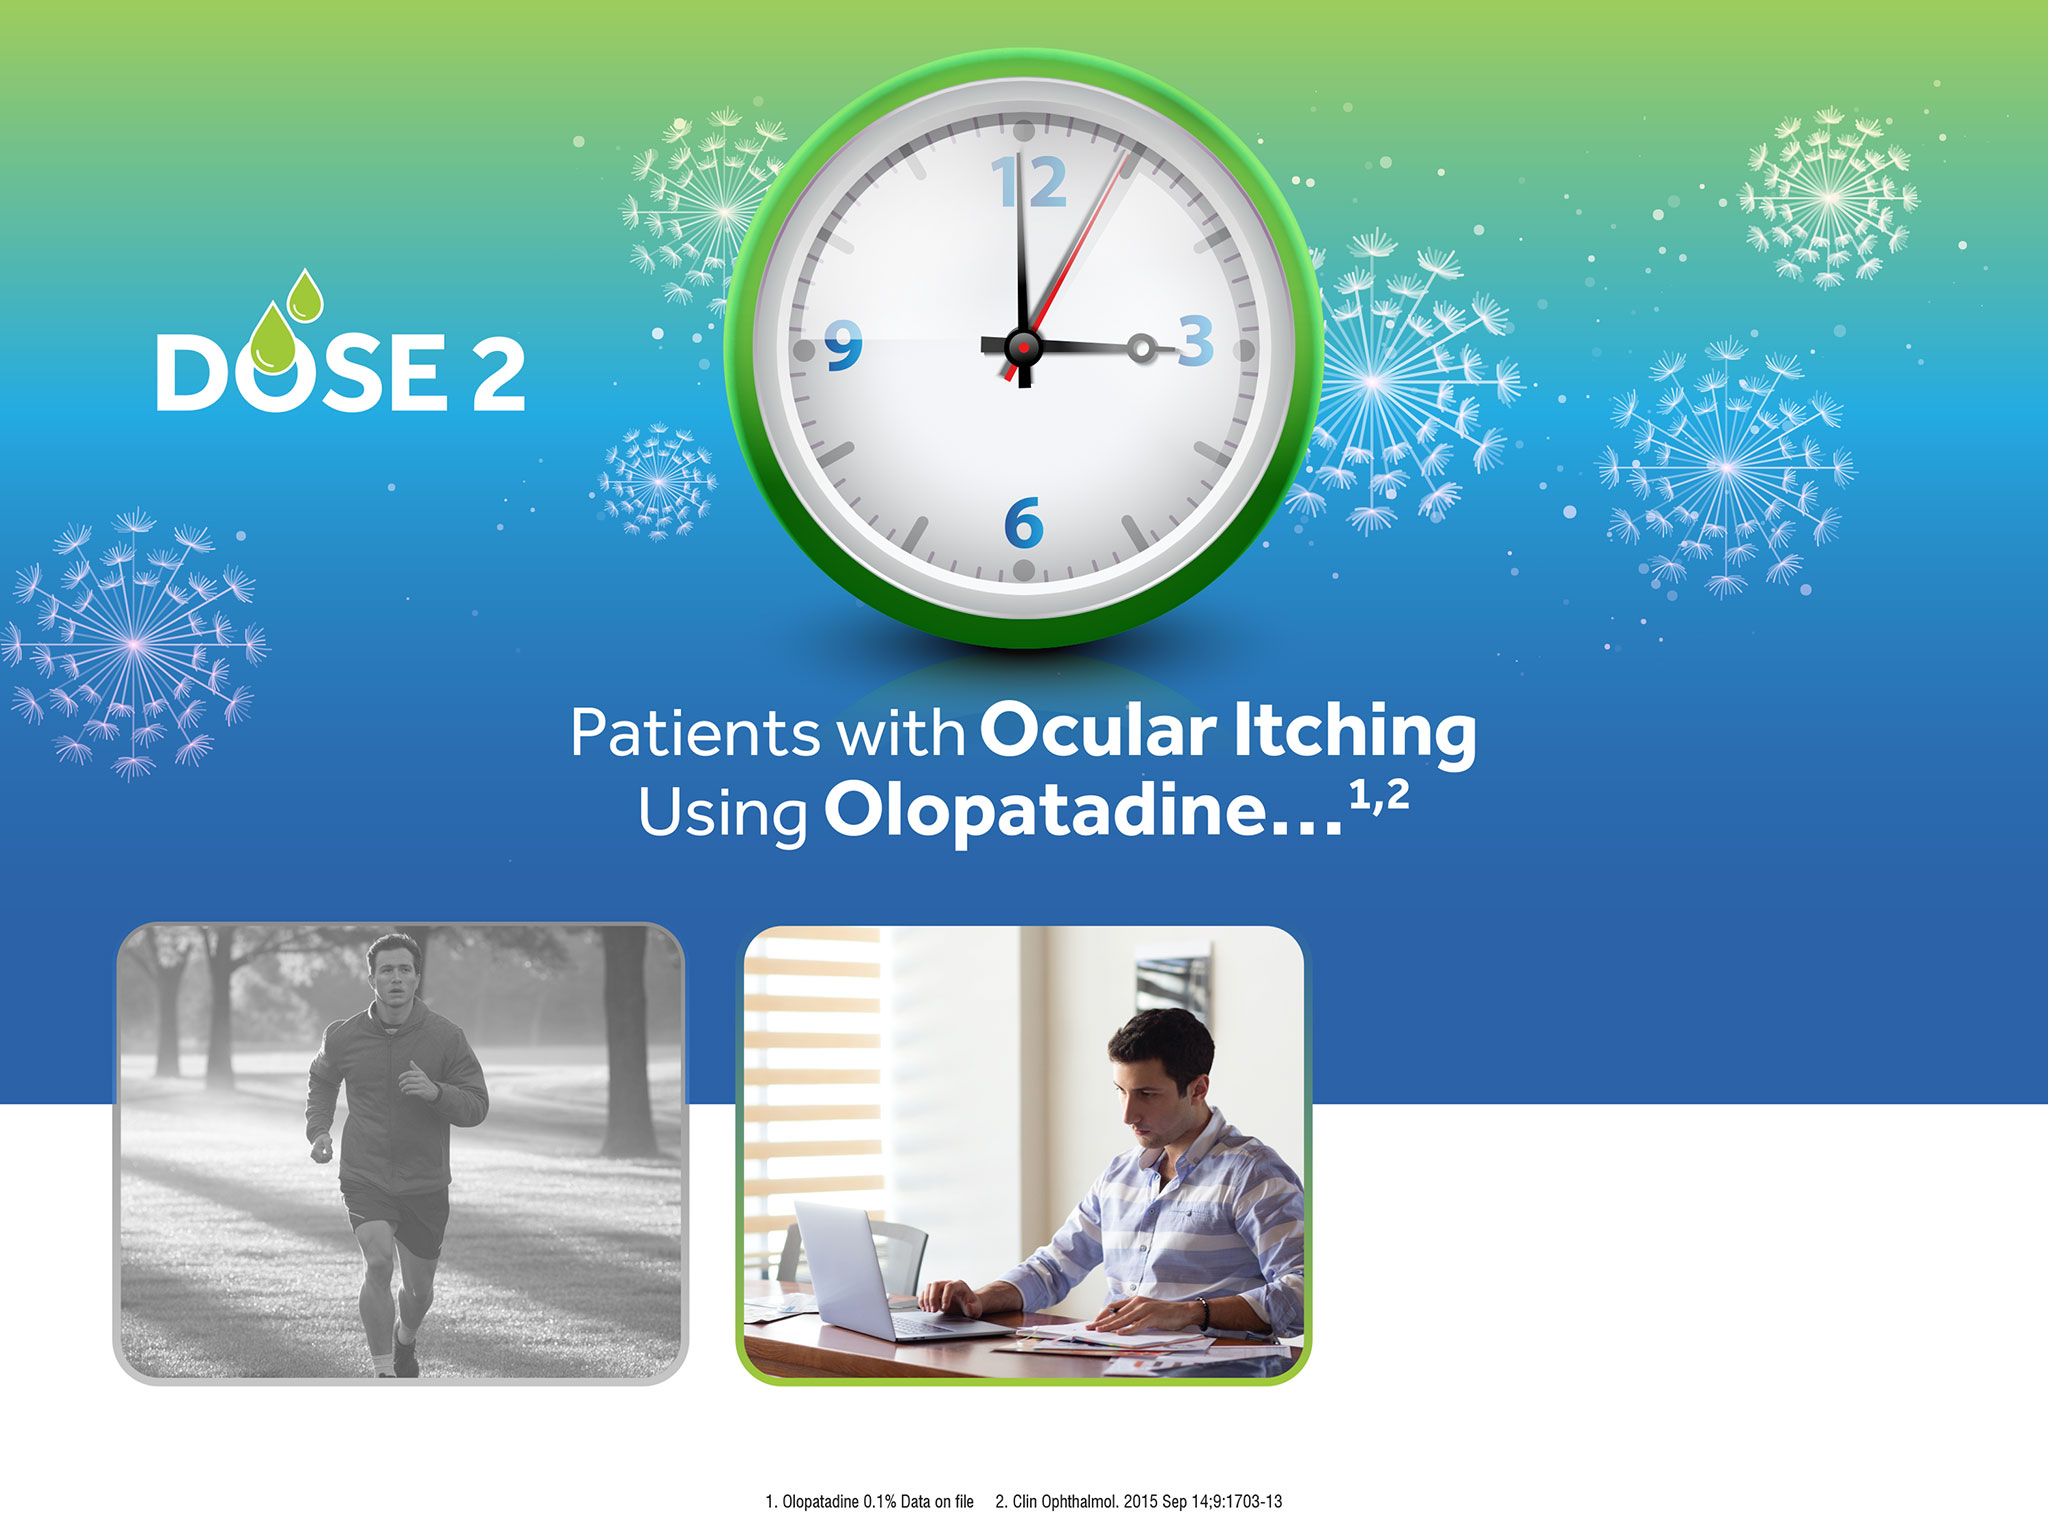 12
DOSE 2
9
3
6
Patients with Ocular Itching
Using Olopatadine...1,2
1. Olopatadine 0.1% Data on file 2. Clin Ophthalmol. 2015 Sep 14;9:1703-13